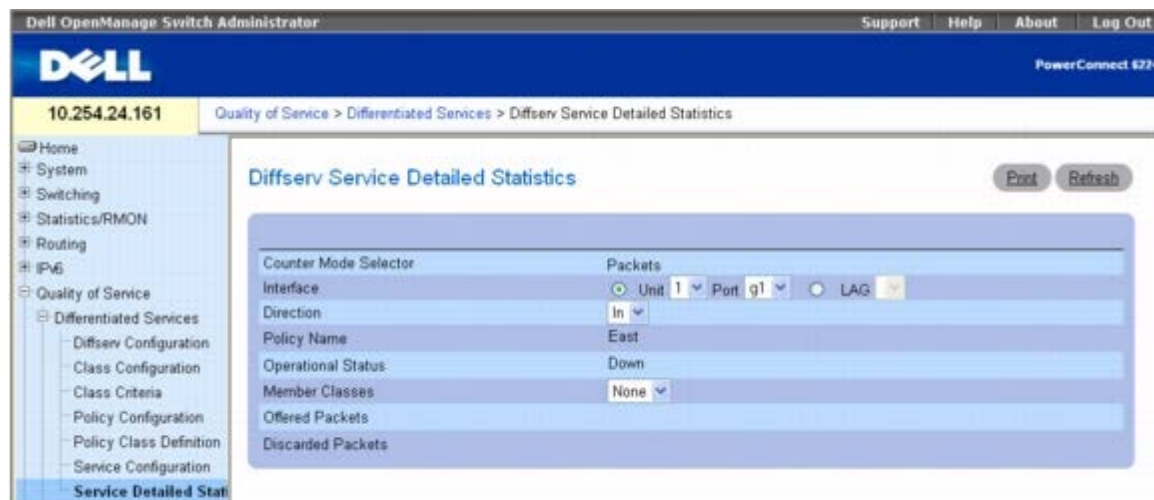 Dell OpenManage Switch Administrator Support Help About Log Out
DELL
PowerConnect 622
10.254.24.161 Quality of Service > Differentiated Services > Diffserv Service Detailed Statistics
Home
System
Switching
Statistics/RMON
Routing
IPv6
Quality of Service
Differentiated Services
Diffserv Configuration
Class Configuration
Class Criteria
Policy Configuration
Policy Class Definition
Service Configuration
Service Detailed Stati
Diffserv Service Detailed Statistics Print Refresh
Counter Mode Selector Packets
Interface Unit 1 Port g1 LAG
Direction In
Policy Name East
Operational Status Down
Member Classes None
Offered Packets
Discarded Packets